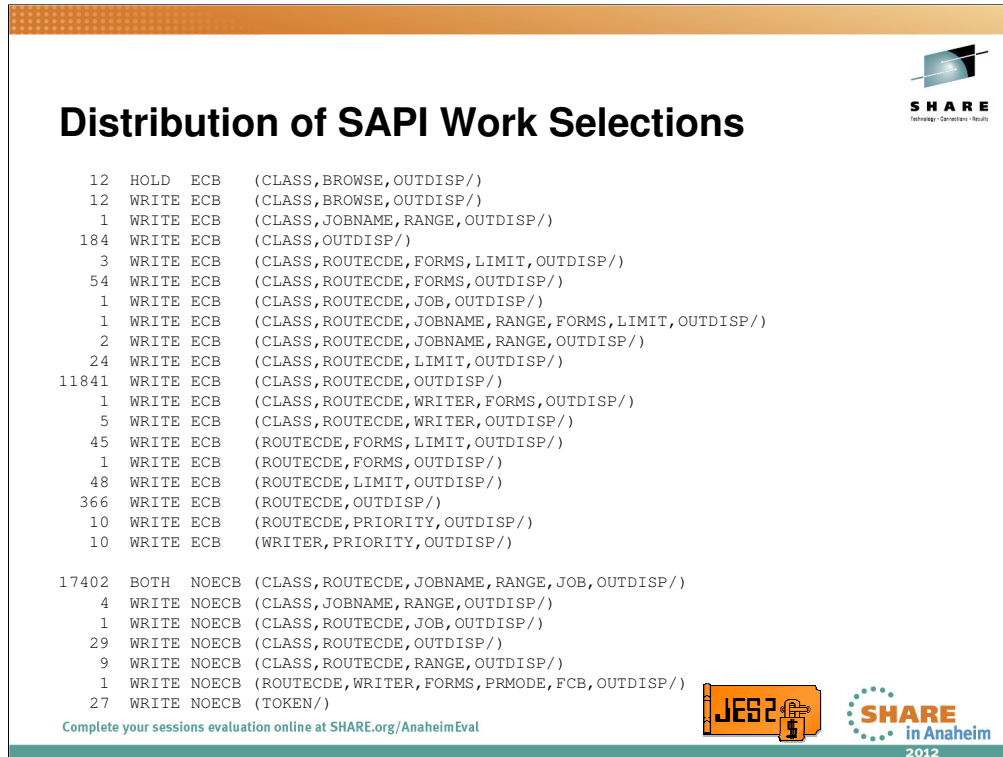 SHARE
Technology · Connections · Results
Distribution of SAPI Work Selections
12 HOLD ECB (CLASS,BROWSE,OUTDISP/)
12 WRITE ECB (CLASS,BROWSE,OUTDISP/)
1 WRITE ECB (CLASS,JOBNAME,RANGE,OUTDISP/)
184 WRITE ECB (CLASS,OUTDISP/)
3 WRITE ECB (CLASS,ROUTECDE,FORMS,LIMIT,OUTDISP/)
54 WRITE ECB (CLASS,ROUTECDE,FORMS,OUTDISP/)
1 WRITE ECB (CLASS,ROUTECDE,JOB,OUTDISP/)
1 WRITE ECB (CLASS,ROUTECDE,JOBNAME,RANGE,FORMS,LIMIT,OUTDISP/)
2 WRITE ECB (CLASS,ROUTECDE,JOBNAME,RANGE,OUTDISP/)
24 WRITE ECB (CLASS,ROUTECDE,LIMIT,OUTDISP/)
11841 WRITE ECB (CLASS,ROUTECDE,OUTDISP/)
1 WRITE ECB (CLASS,ROUTECDE,WRITER,FORMS,OUTDISP/)
5 WRITE ECB (CLASS,ROUTECDE,WRITER,OUTDISP/)
45 WRITE ECB (ROUTECDE,FORMS,LIMIT,OUTDISP/)
1 WRITE ECB (ROUTECDE,FORMS,OUTDISP/)
48 WRITE ECB (ROUTECDE,LIMIT,OUTDISP/)
366 WRITE ECB (ROUTECDE,OUTDISP/)
10 WRITE ECB (ROUTECDE,PRIORITY,OUTDISP/)
10 WRITE ECB (WRITER,PRIORITY,OUTDISP/)
17402 BOTH NOECB (CLASS,ROUTECDE,JOBNAME,RANGE,JOB,OUTDISP/)
4 WRITE NOECB (CLASS,JOBNAME,RANGE,OUTDISP/)
1 WRITE NOECB (CLASS,ROUTECDE,JOB,OUTDISP/)
29 WRITE NOECB (CLASS,ROUTECDE,OUTDISP/)
9 WRITE NOECB (CLASS,ROUTECDE,RANGE,OUTDISP/)
1 WRITE NOECB (ROUTECDE,WRITER,FORMS,PRMODE,FCB,OUTDISP/)
27 WRITE NOECB (TOKEN/)
Complete your sessions evaluation online at SHARE.org/AnaheimEval
JES2
$
SHARE
in Anaheim
2012